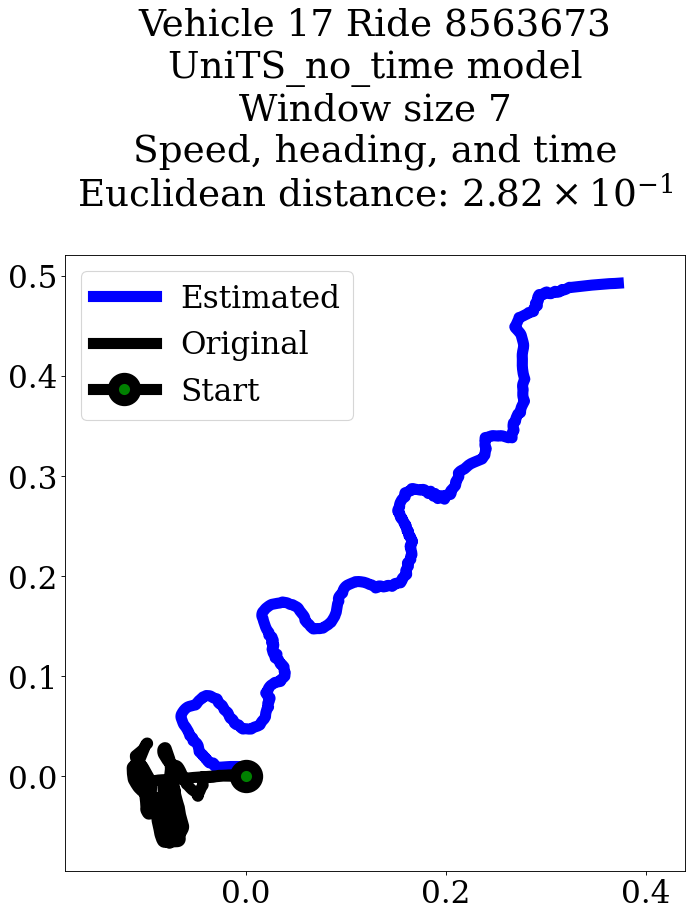 Vehicle 17 Ride 8563673
UniTS_no_time model
Window size 7
Speed, heading, and time
Euclidean distance: 2.82 × 10⁻¹
Estimated
Original
Start
0.5
0.4
0.3
0.2
0.1
0.0
0.0 0.2 0.4